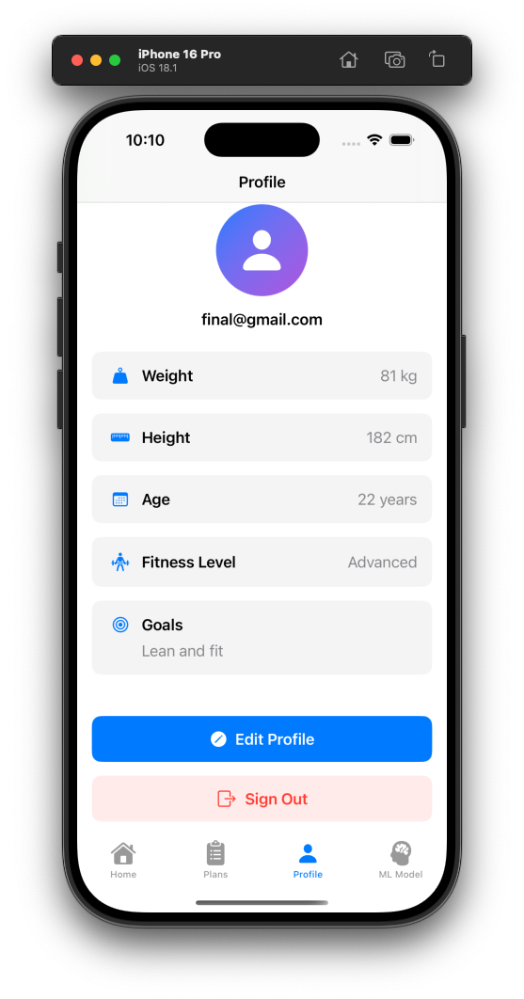 iPhone 16 Pro
iOS 18.1
10:10
Profile
final@gmail.com
Weight 81 kg
Height 182 cm
Age 22 years
Fitness Level Advanced
Goals
Lean and fit
Edit Profile
Sign Out
Home Plans Profile ML Model